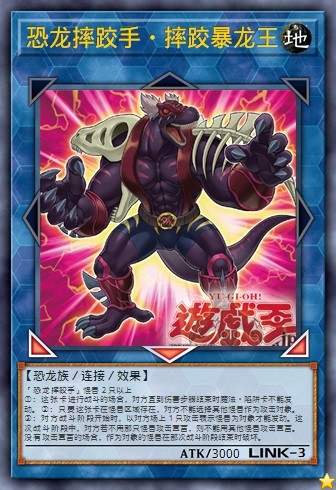 恐龙摔跤手・摔跤暴龙王
地
YU-GI-OH!
遊戯王.jp
【恐龙族／连接／效果】
「恐龙摔跤手」怪兽２只以上
①：这张卡进行战斗的场合，对方直到伤害步骤结束时魔法・陷阱卡不能发
动。②：只要这张卡在怪兽区域存在，对方不能选择其他怪兽作为攻击对象。
③：对方战斗阶段开始时，以对方场上１只攻击表示怪兽为对象才能发动。这
次战斗阶段中，对方若不用那只怪兽宣言攻击，则不能用其他怪兽攻击宣言。
没有攻击宣言的场合，作为对象的怪兽在那次战斗阶段结束时破坏。
ATK/3000 LINK-3